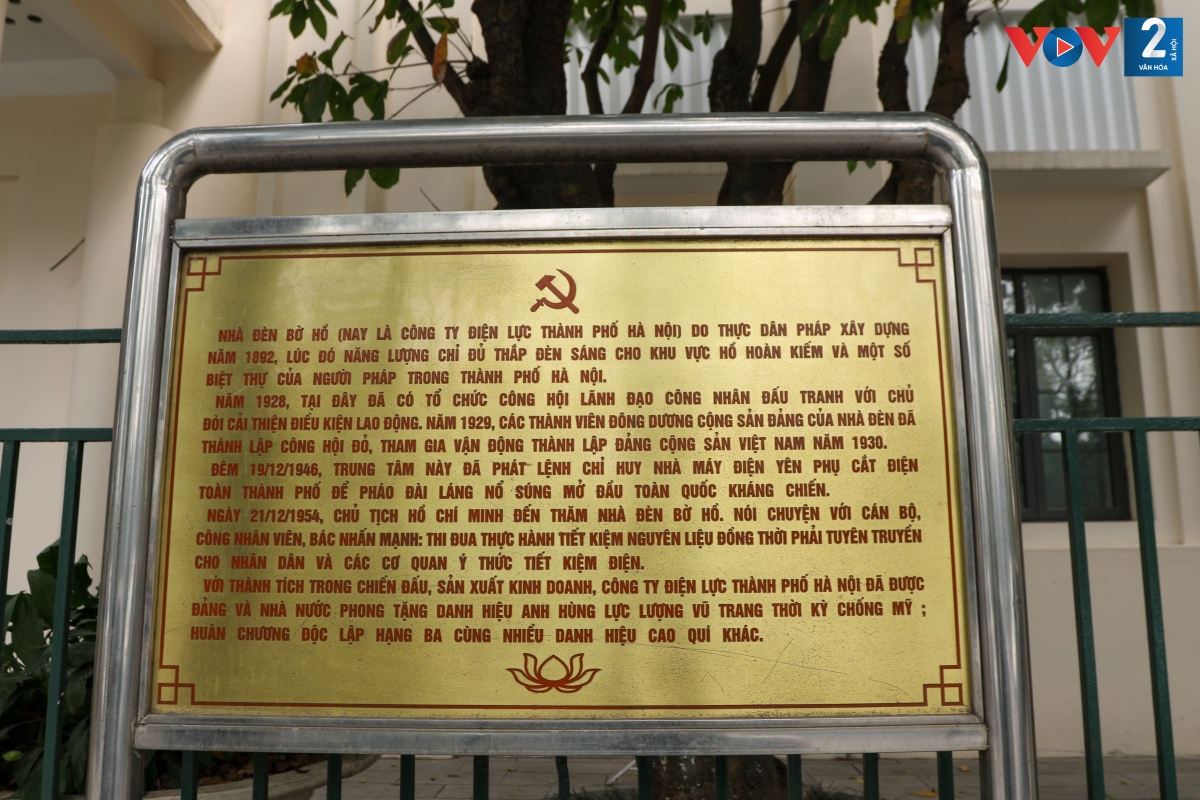 VOV
2
VĂN HÓA
XÃ HỘI
NHÀ ĐÈN BỜ HỒ (NAY LÀ CÔNG TY ĐIỆN LỰC THÀNH PHỐ HÀ NỘI) DO THỰC DÂN PHÁP XÂY DỰNG
NĂM 1892, LÚC ĐÓ NĂNG LƯỢNG CHỈ ĐỦ THẮP ĐÈN SÁNG CHO KHU VỰC HỒ HOÀN KIẾM VÀ MỘT SỐ
BIỆT THỰ CỦA NGƯỜI PHÁP TRONG THÀNH PHỐ HÀ NỘI.
NĂM 1928, TẠI ĐÂY ĐÃ CÓ TỔ CHỨC CÔNG HỘI LÃNH ĐẠO CÔNG NHÂN ĐẤU TRANH VỚI CHỦ
ĐÒI CẢI THIỆN ĐIỀU KIỆN LAO ĐỘNG. NĂM 1929, CÁC THÀNH VIÊN ĐÔNG DƯƠNG CỘNG SẢN ĐẢNG CỦA NHÀ ĐÈN ĐÃ
THÀNH LẬP CÔNG HỘI ĐỎ, THAM GIA VẬN ĐỘNG THÀNH LẬP ĐẢNG CỘNG SẢN VIỆT NAM NĂM 1930.
ĐÊM 19/12/1946, TRUNG TÂM NÀY ĐÃ PHÁT LỆNH CHỈ HUY NHÀ MÁY ĐIỆN YÊN PHỤ CẮT ĐIỆN
TOÀN THÀNH PHỐ ĐỂ PHÁO ĐÀI LÁNG NỔ SÚNG MỞ ĐẦU TOÀN QUỐC KHÁNG CHIẾN.
NGÀY 21/12/1954, CHỦ TỊCH HỒ CHÍ MINH ĐẾN THĂM NHÀ ĐÈN BỜ HỒ. NÓI CHUYỆN VỚI CÁN BỘ,
CÔNG NHÂN VIÊN, BÁC NHẤN MẠNH: THI ĐUA THỰC HÀNH TIẾT KIỆM NGUYÊN LIỆU ĐỒNG THỜI PHẢI TUYÊN TRUYỀN
CHO NHÂN DÂN VÀ CÁC CƠ QUAN Ý THỨC TIẾT KIỆM ĐIỆN.
VỚI THÀNH TÍCH TRONG CHIẾN ĐẤU, SẢN XUẤT KINH DOANH, CÔNG TY ĐIỆN LỰC THÀNH PHỐ HÀ NỘI ĐÃ ĐƯỢC
ĐẢNG VÀ NHÀ NƯỚC PHONG TẶNG DANH HIỆU ANH HÙNG LỰC LƯỢNG VŨ TRANG THỜI KỲ CHỐNG MỸ ;
HUÂN CHƯƠNG ĐỘC LẬP HẠNG BA CÙNG NHIỀU DANH HIỆU CAO QUÍ KHÁC.